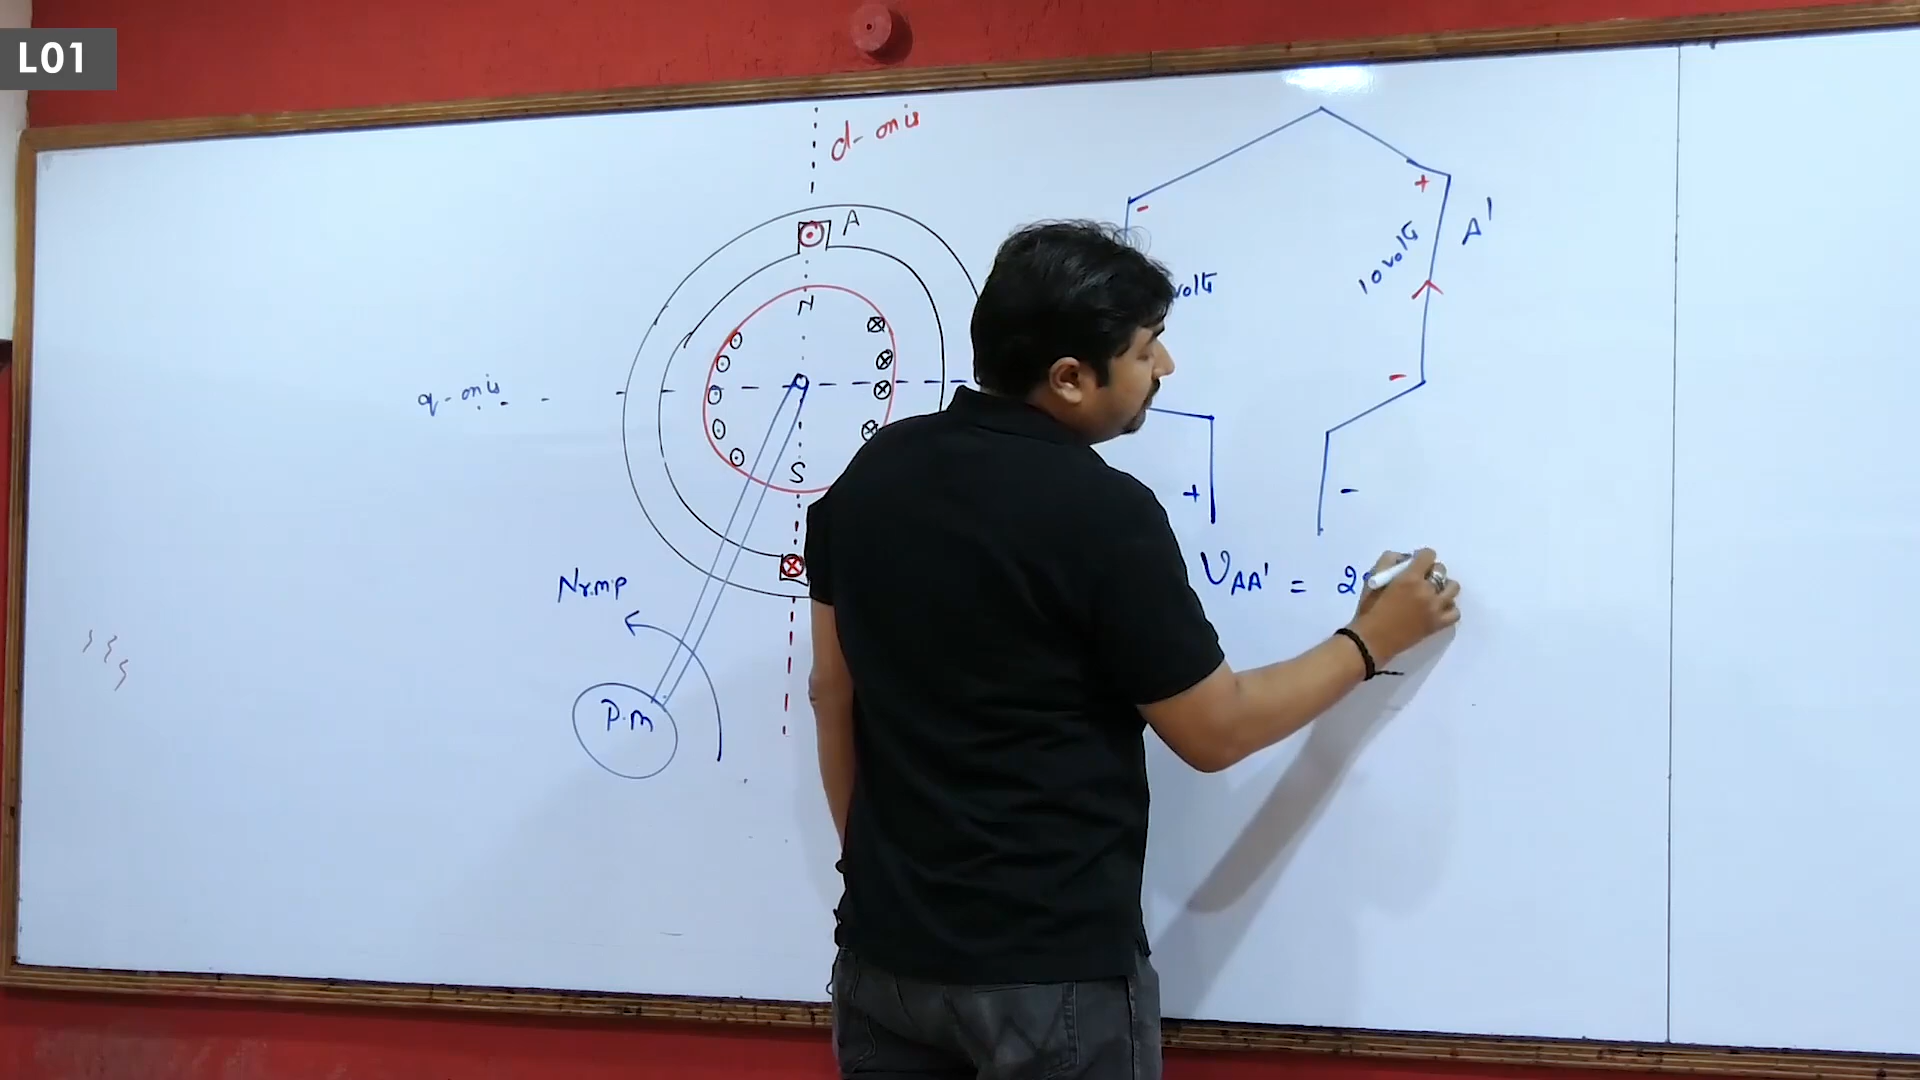 L01
d-axis
A
N
q-axis
S
Nr.m.p
P.m
-
+
A'
10 volt
volt
-
+
-
V_AA' = 2